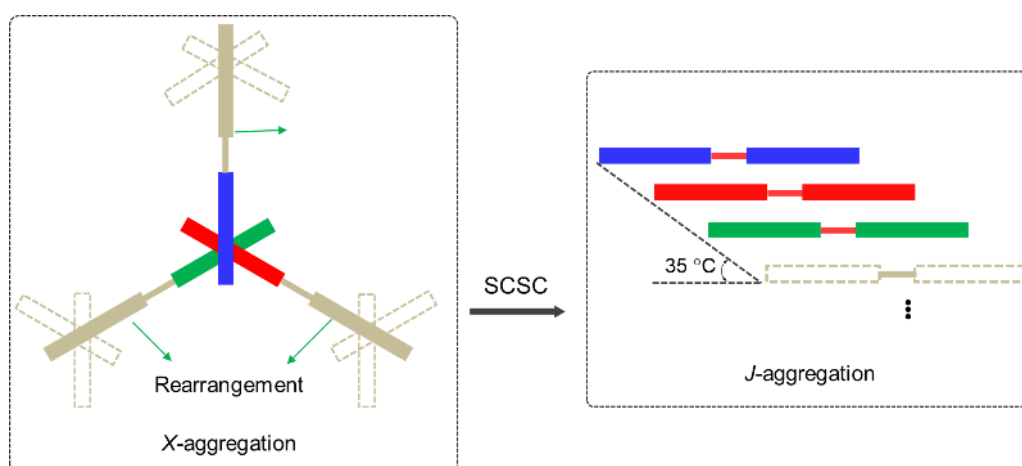 Rearrangement
X-aggregation
SCSC
35 °C
J-aggregation